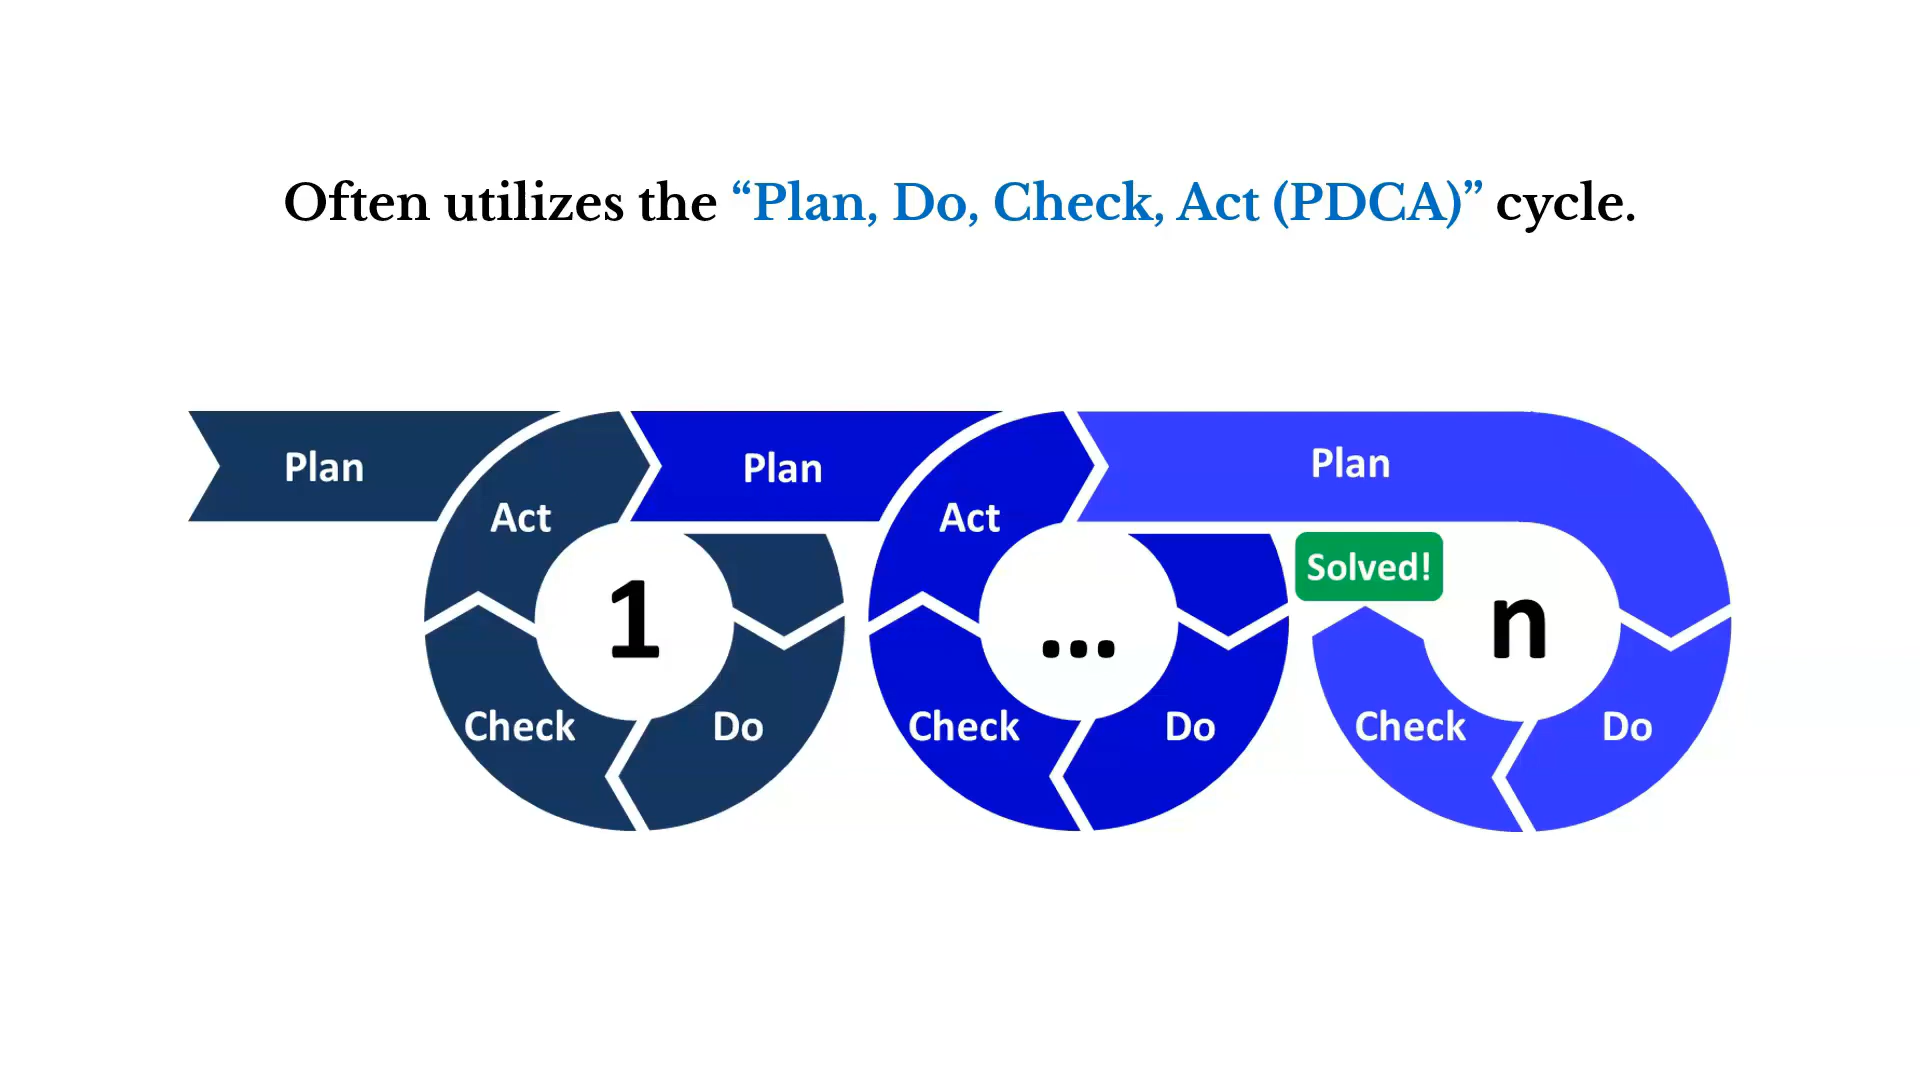 Often utilizes the “Plan, Do, Check, Act (PDCA)” cycle.
Plan
Act
1
Check
Do
Plan
Act
...
Check
Do
Plan
Solved!
n
Check
Do